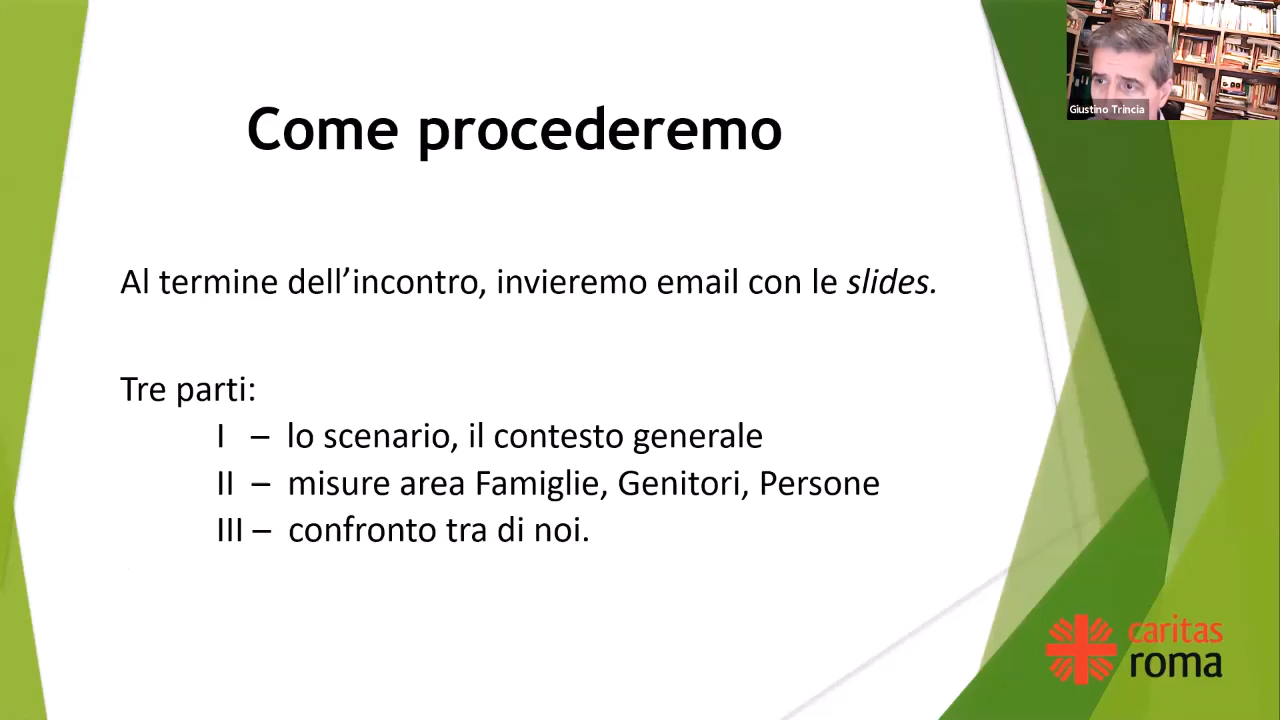 Giustino Trincia
Come procederemo
Al termine dell’incontro, invieremo email con le slides.
Tre parti:
I – lo scenario, il contesto generale
II – misure area Famiglie, Genitori, Persone
III – confronto tra di noi.
caritas
roma